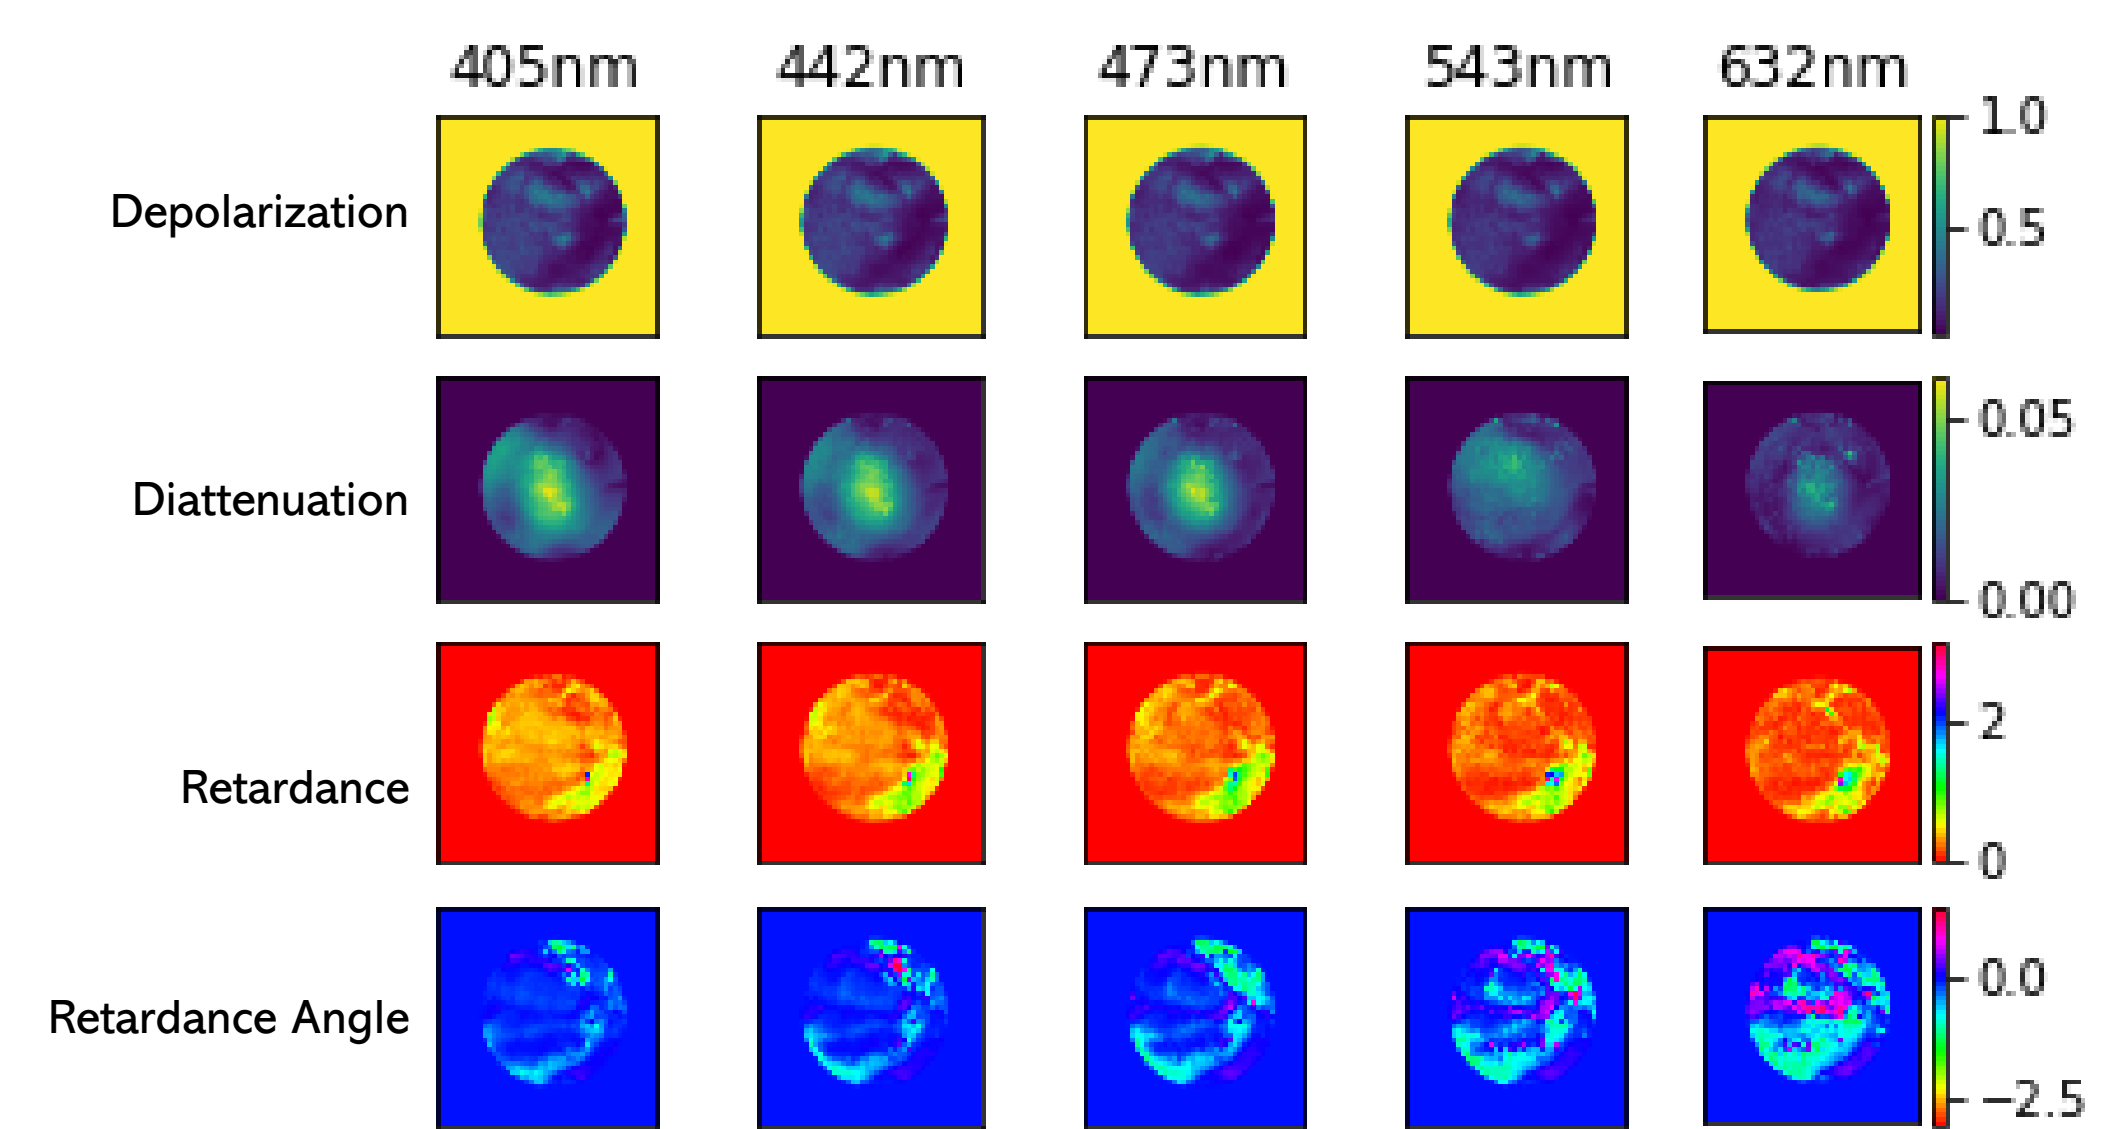 405nm 442nm 473nm 543nm 632nm
1.0
Depolarization
0.5
0.05
Diattenuation
0.00
2
Retardance
0
0.0
Retardance Angle
−2.5